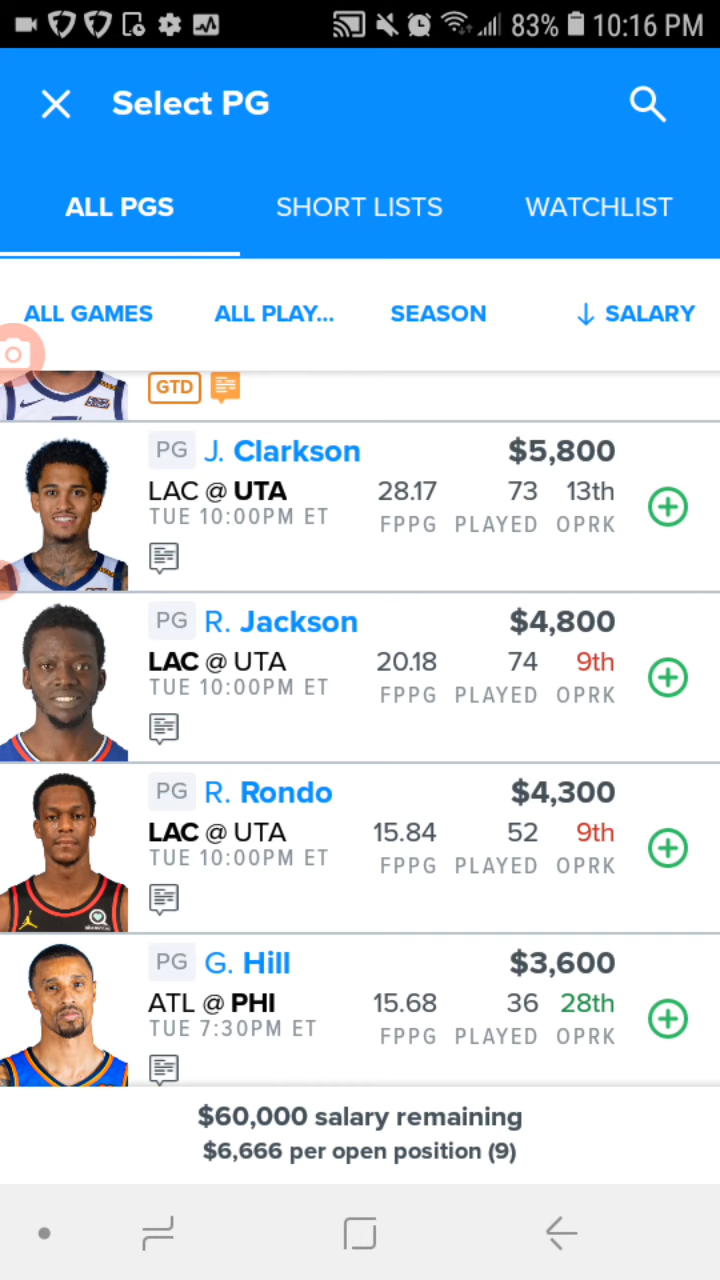 83% 10:16 PM
Select PG
ALL PGS SHORT LISTS WATCHLIST
ALL GAMES ALL PLAY... SEASON ↓ SALARY
GTD
PG J. Clarkson $5,800
LAC @ UTA 28.17 73 13th
TUE 10:00PM ET FPPG PLAYED OPRK
PG R. Jackson $4,800
LAC @ UTA 20.18 74 9th
TUE 10:00PM ET FPPG PLAYED OPRK
PG R. Rondo $4,300
LAC @ UTA 15.84 52 9th
TUE 10:00PM ET FPPG PLAYED OPRK
PG G. Hill $3,600
ATL @ PHI 15.68 36 28th
TUE 7:30PM ET FPPG PLAYED OPRK
$60,000 salary remaining
$6,666 per open position (9)